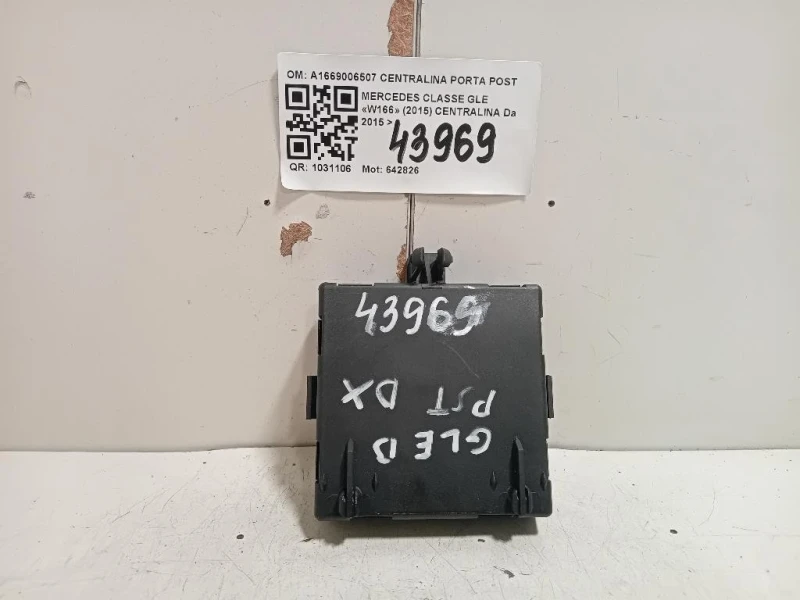 OM: A1669006507 CENTRALINA PORTA POST
MERCEDES CLASSE GLE
«W166» (2015) CENTRALINA Da
2015 >
43969
QR: 1031106 Mot: 642826
43969
PST DX
GLE